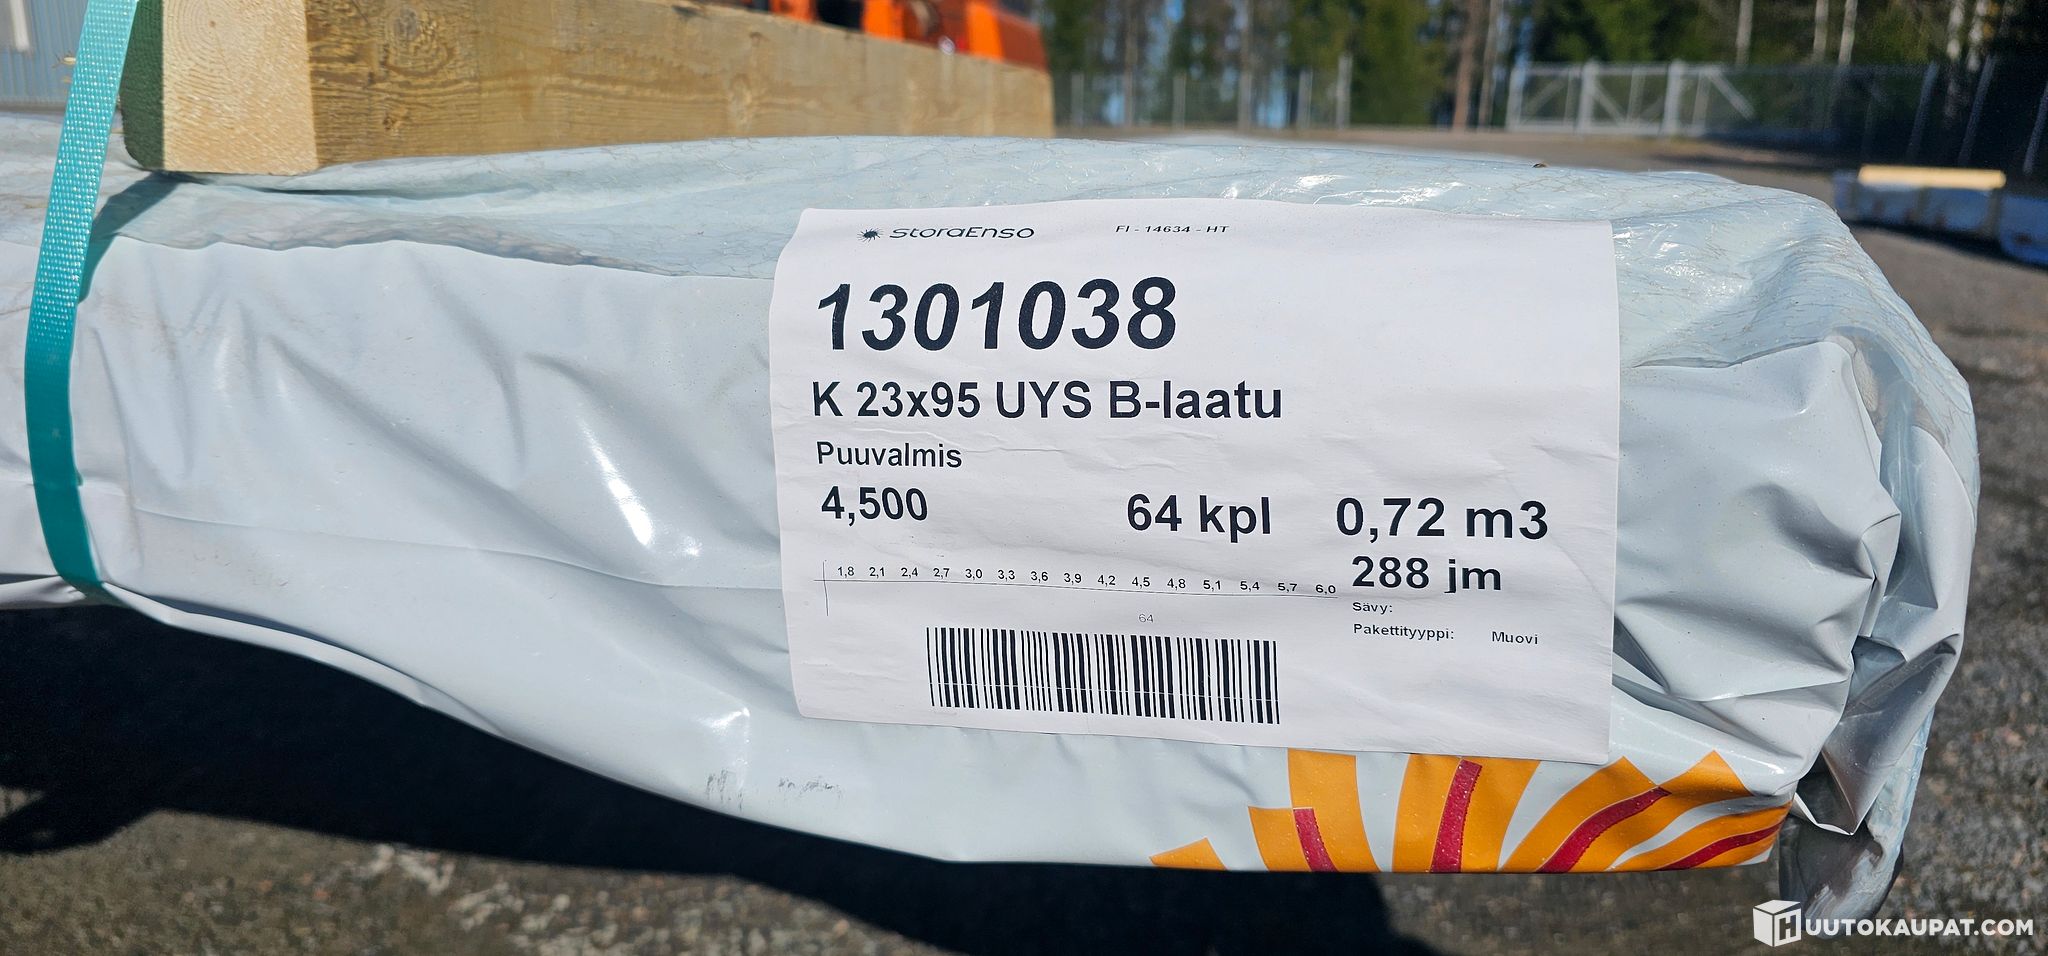 storaEnso FI - 14634 - HT
1301038
K 23x95 UYS B-laatu
Puuvalmis
4,500 64 kpl 0,72 m3
288 jm
1,8 2,1 2,4 2,7 3,0 3,3 3,6 3,9 4,2 4,5 4,8 5,1 5,4 5,7 6,0
Sävy:
64
Pakettityyppi: Muovi
HUUTOKAUPAT.COM